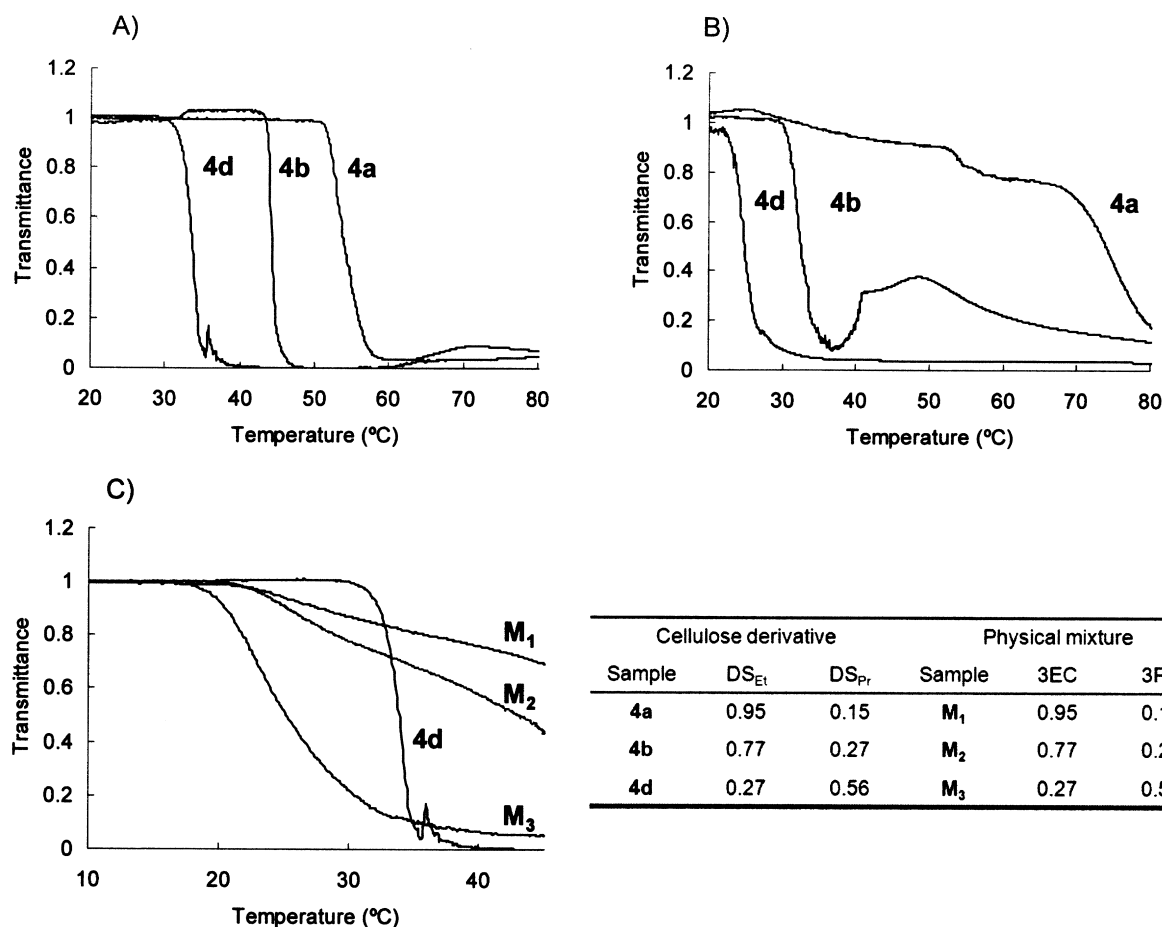 A)
1.2
1
0.8
0.6
0.4
0.2
0
Transmittance
4d
4b
4a
20 30 40 50 60 70 80
Temperature (ºC)
B)
1.2
1
0.8
0.6
0.4
0.2
0
Transmittance
4d
4b
4a
20 30 40 50 60 70 80
Temperature (ºC)
C)
1.2
1
0.8
0.6
0.4
0.2
0
Transmittance
M1
M2
4d
M3
10 20 30 40
Temperature (ºC)
Cellulose derivative Physical mixture
Sample DSEt DSPr Sample 3EC
4a 0.95 0.15 M1 0.95
4b 0.77 0.27 M2 0.77
4d 0.27 0.56 M3 0.27